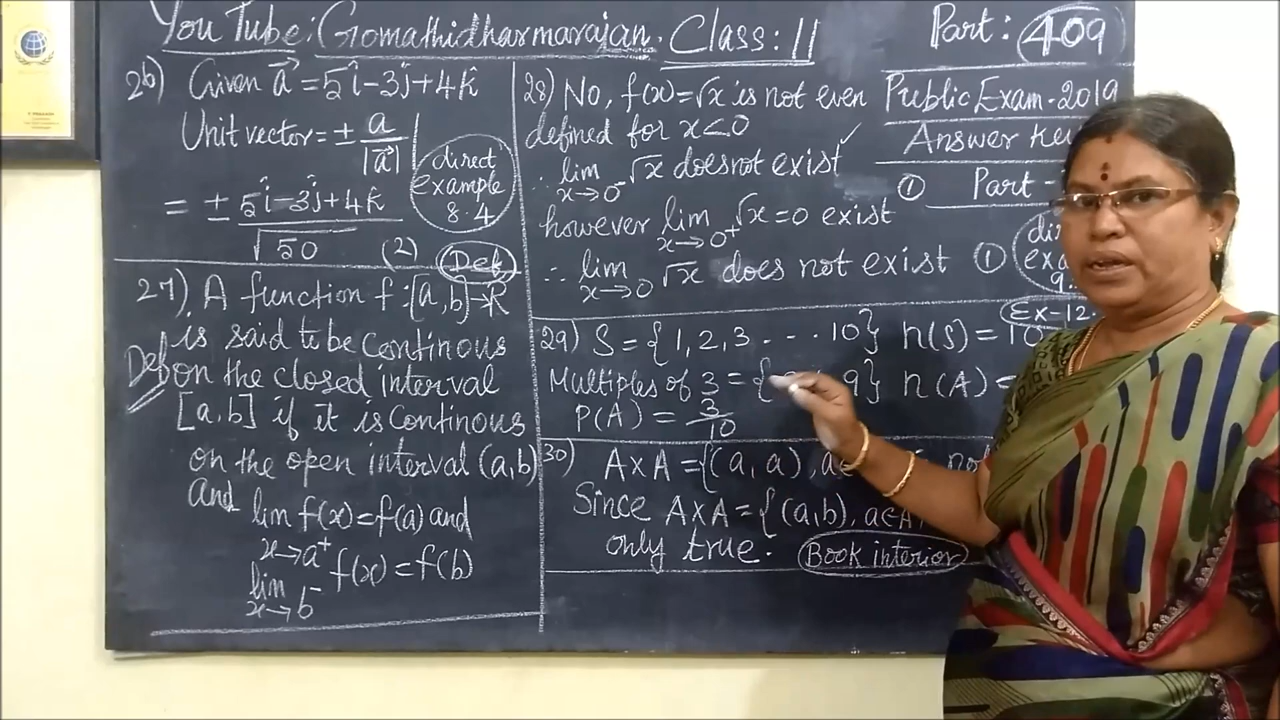 You Tube: Gomathidharmarajan. Class: 11
Part: 409
Public Exam-2019
Answer Key
① Part-
26) Given a⃗ = 5î-3ĵ+4k̂
Unit vector = ± a⃗/|a⃗|
= ± 5î-3ĵ+4k̂/√50
(2)
direct
example
8.4
Def
27) A function f:[a,b]→R
is said to be continous
Def on the closed interval
[a,b] if it is continous
on the open interval (a,b)
and
lim x→a⁺ f(x)=f(a) and
lim x→b⁻ f(x)=f(b)
28) No, f(x)=√x is not even
defined for x<0
∴ lim x→0⁻ √x doesnot exist ✓
however lim x→0⁺ √x=0 exist
∴ lim x→0 √x does not exist ①
Ex-12.
29) S={1,2,3...10} n(S)=10
Multiples of 3={ 9} n(A)=
P(A)=3/10
30) A×A={(a,a), a∈
Since A×A={(a,b), a∈A
only true.
Book interior